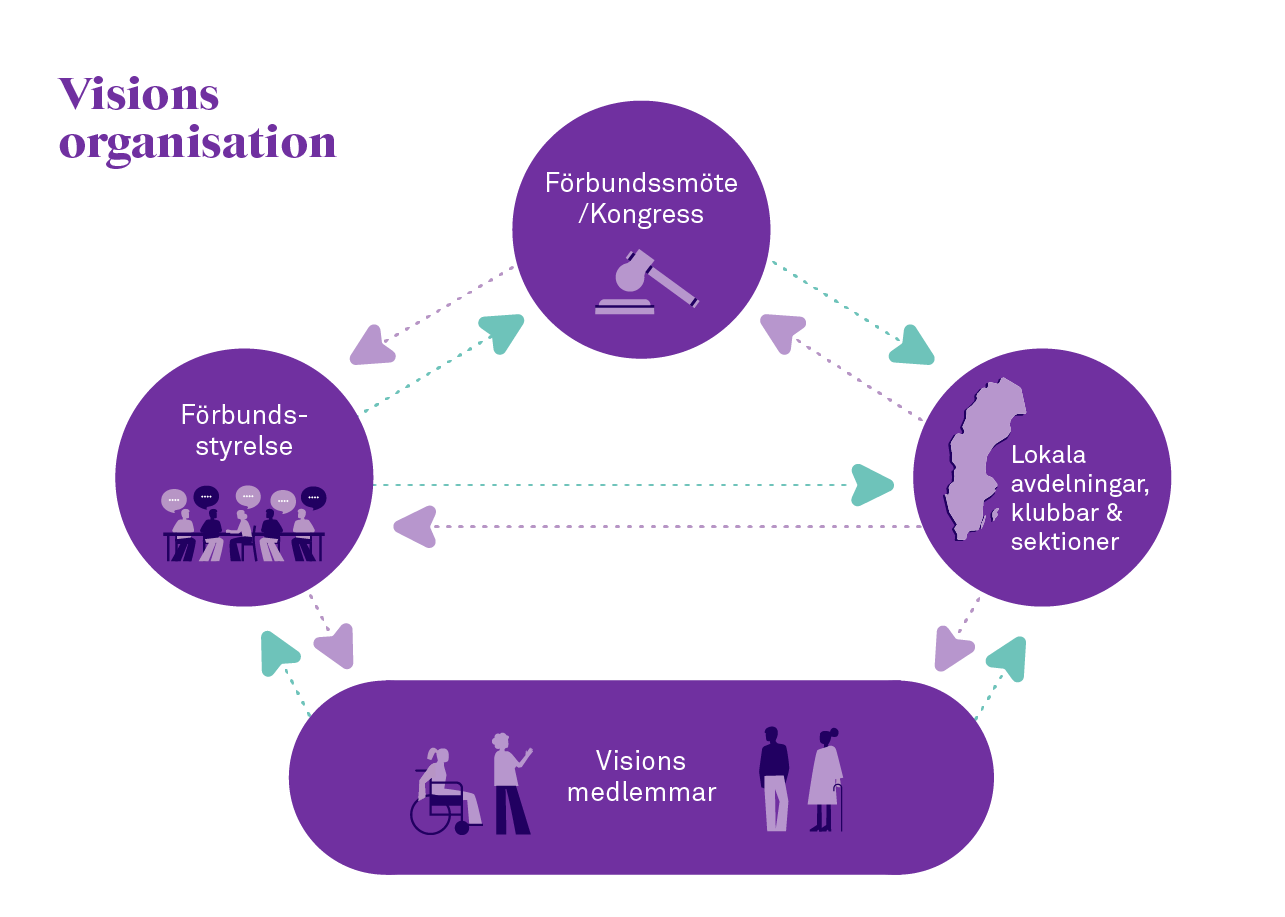 Visions
organisation
Förbundssmöte
/Kongress
Förbunds-
styrelse
Lokala
avdelningar,
klubbar &
sektioner
Visions
medlemmar